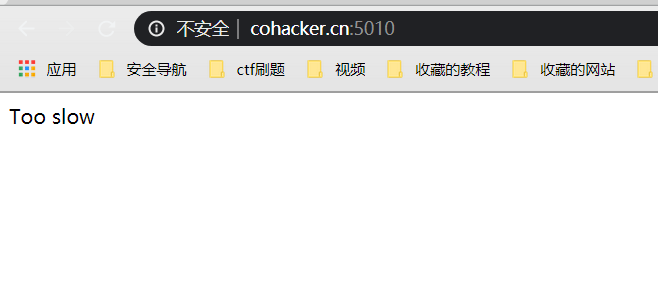 不安全 | cohacker.cn:5010
应用 安全导航 ctf刷题 视频 收藏的教程 收藏的网站
Too slow